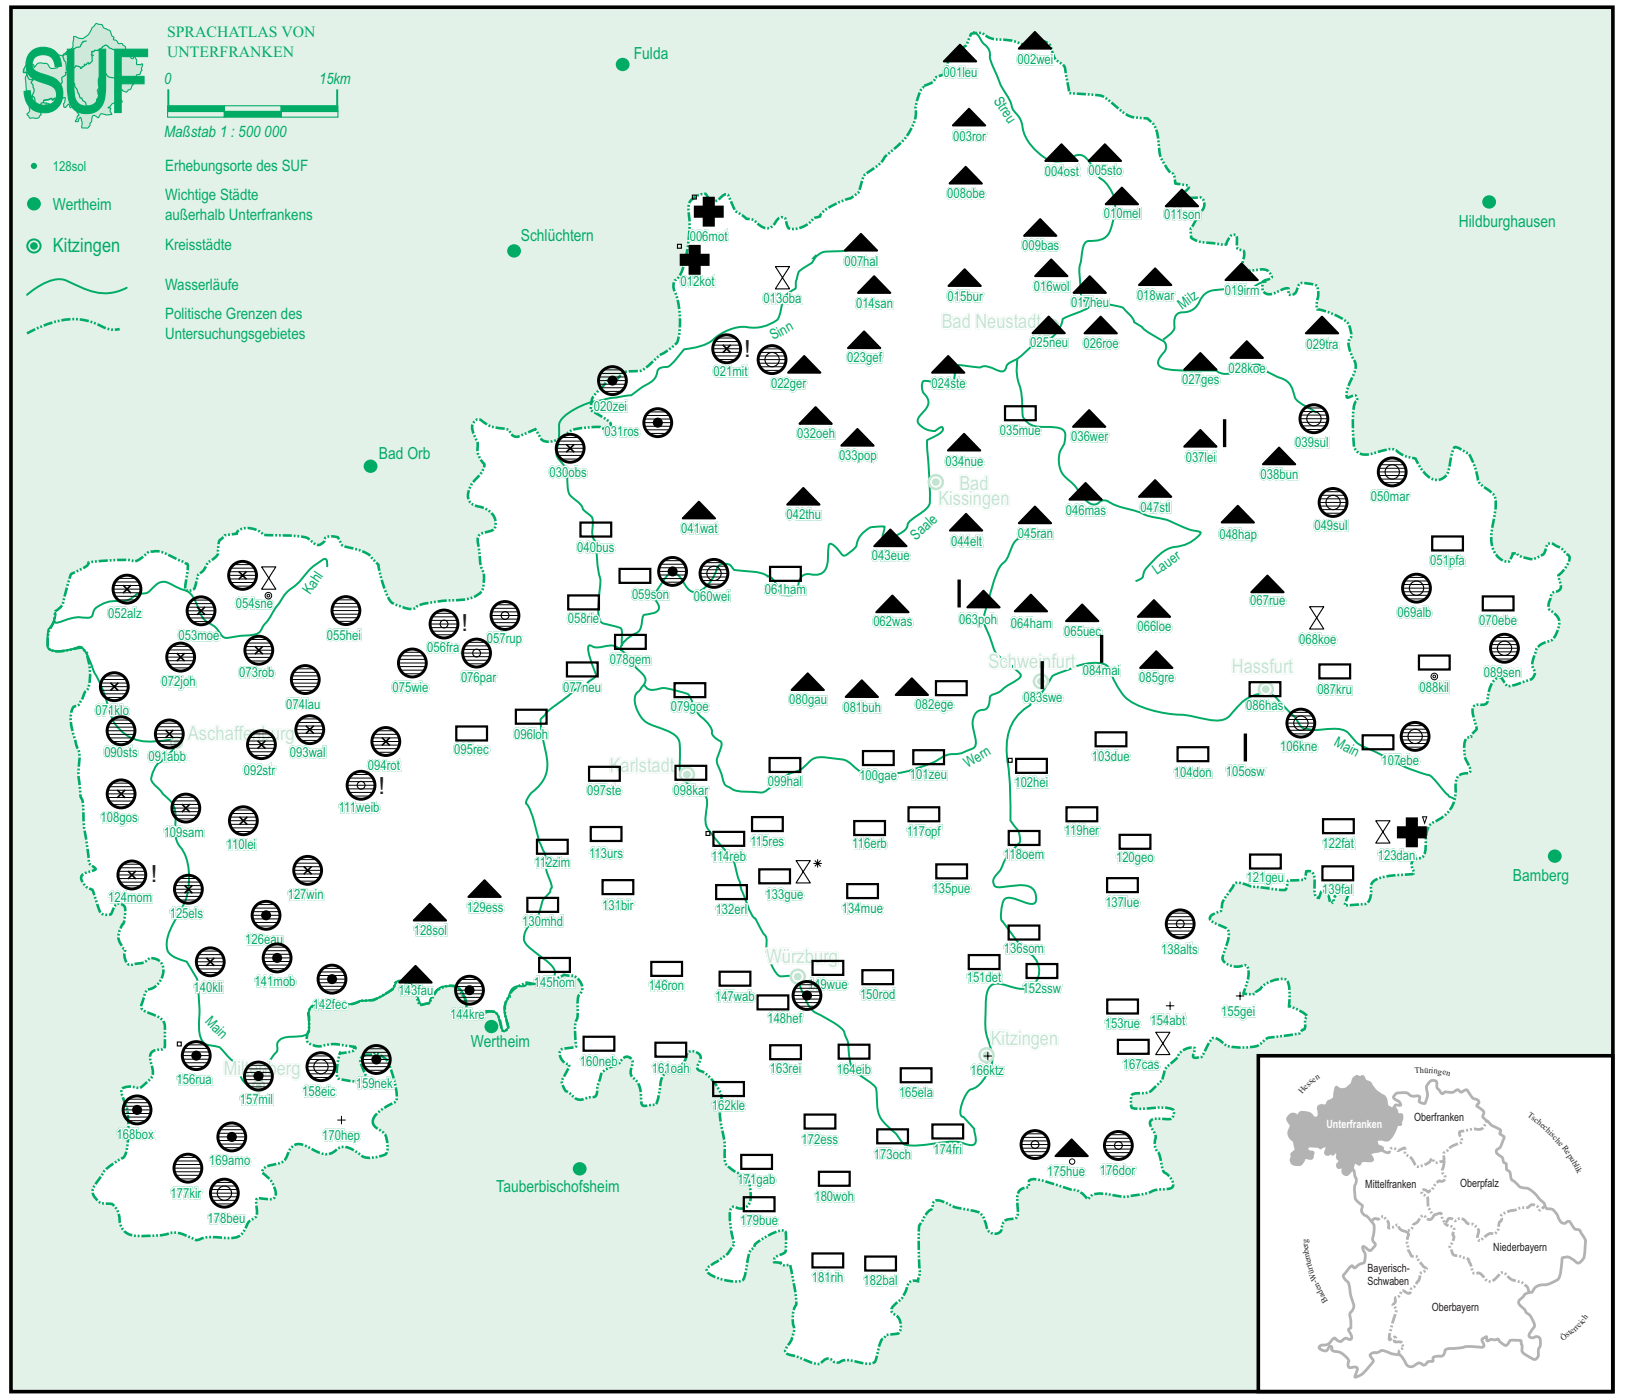 SUF
SPRACHATLAS VON
UNTERFRANKEN
0 15km
Maßstab 1 : 500 000
128sol Erhebungsorte des SUF
Wertheim Wichtige Städte
außerhalb Unterfrankens
Kitzingen Kreisstädte
Wasserläufe
Politische Grenzen des
Untersuchungsgebietes
Fulda
Schlüchtern
Hildburghausen
Bad Orb
Bamberg
Wertheim
Tauberbischofsheim
001leu
002wei
Streu
003ror
004ost
005sto
008obe
010mel
011son
006mot
009bas
007hal
012kot
013oba
014san
015bur
016wol
017heu
018war
019irm
Milz
Sinn
Bad Neustadt
025neu
026roe
029tra
021mit !
022ger
023gef
024ste
027ges
028koe
020zei
031ros
032oeh
033pop
035mue
036wer
037lei
039sul
030obs
034nue
038bun
050mar
Bad
Kissingen
041wat
042thu
046mas
047stl
049sul
040bus
043eue
Saale
044elt
045ran
048hap
051pfa
Lauer
052alz
054sne
Kahl
053moe
055hei
056fra !
057rup
058rie
059son
060wei
061ham
062was
063poh
064ham
065uec
066loe
067rue
068koe
069alb
070ebe
072joh
073rob
074lau
075wie
076par
077neu
078gem
Schweinfurt
084mai
085gre
Hassfurt
087kru
088kil
089sen
071klo
079goe
080gau
081buh
082ege
083swe
086has
090sts
091abb
Aschaffenburg
092str
093wal
094rot
095rec
096loh
Karlstadt
097ste
098kar
099hal
100gae
101zeu
Wern
102hei
103due
104don
105osw
106kne
Main
107ebe
108gos
109sam
110lei
111weib !
112zim
113urs
114reb
115res
116erb
117opf
118oem
119her
120geo
121geu
122fat
123dan
124mom !
125els
127win
126eau
128sol
129ess
130mhd
131bir
132erl
133gue *
134mue
135pue
136som
137lue
138alts
139fal
140kli
141mob
142fec
143fau
144kre
145hom
146ron
147wab
Würzburg
149wue
148hef
150rod
151det
152ssw
153rue
154abt
155gei
Main
156rua
Miltenberg
157mil
158eic
159nek
160neb
161oah
162kle
163rei
164eib
165ela
Kitzingen
166ktz
167cas
168box
169amo
170hep
171gab
172ess
173och
174fri
175hue
176dor
177kir
178beu
179bue
180woh
181rih
182bal
Hessen
Thüringen
Unterfranken
Oberfranken
Tschechische Republik
Mittelfranken
Oberpfalz
Baden-Württemberg
Niederbayern
Bayerisch-
Schwaben
Oberbayern
Österreich